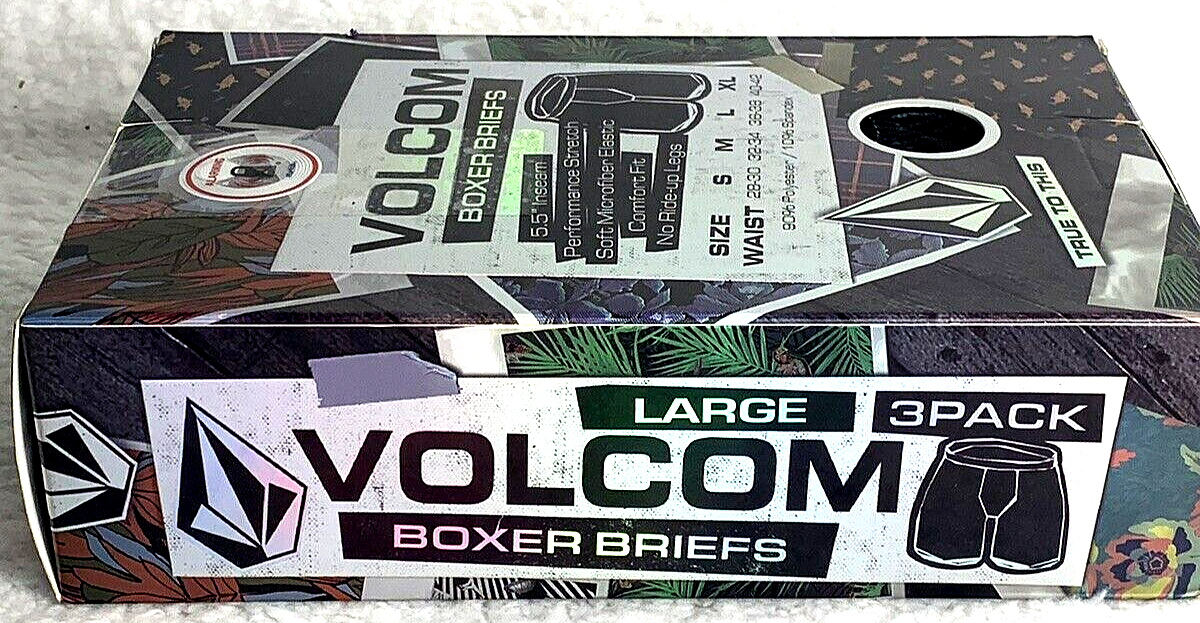 VOLCOM
BOXER BRIEFS
5.5" Inseam
Performance Stretch
Soft Microfiber Elastic
Comfort Fit
No Ride-up Legs
SIZE S M L XL
WAIST 28-30 32-34 36-38 40-42
90% Polyester / 10% Spandex
TRUE TO THIS
LARGE
3PACK
VOLCOM
BOXER BRIEFS